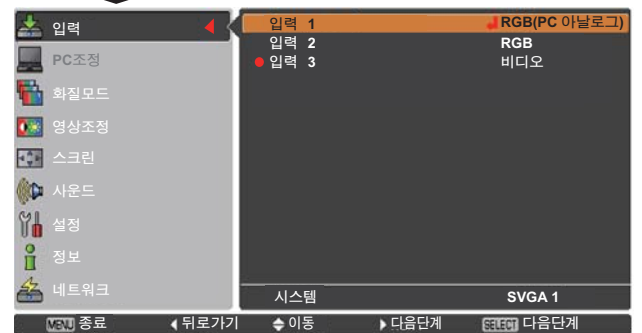 입력
PC조정
화질모드
영상조정
스크린
사운드
설정
정보
네트워크
입력 1 RGB(PC 아날로그)
입력 2 RGB
입력 3 비디오
시스템 SVGA 1
MENU 종료 뒤로가기 이동 다음단계 SELECT 다음단계